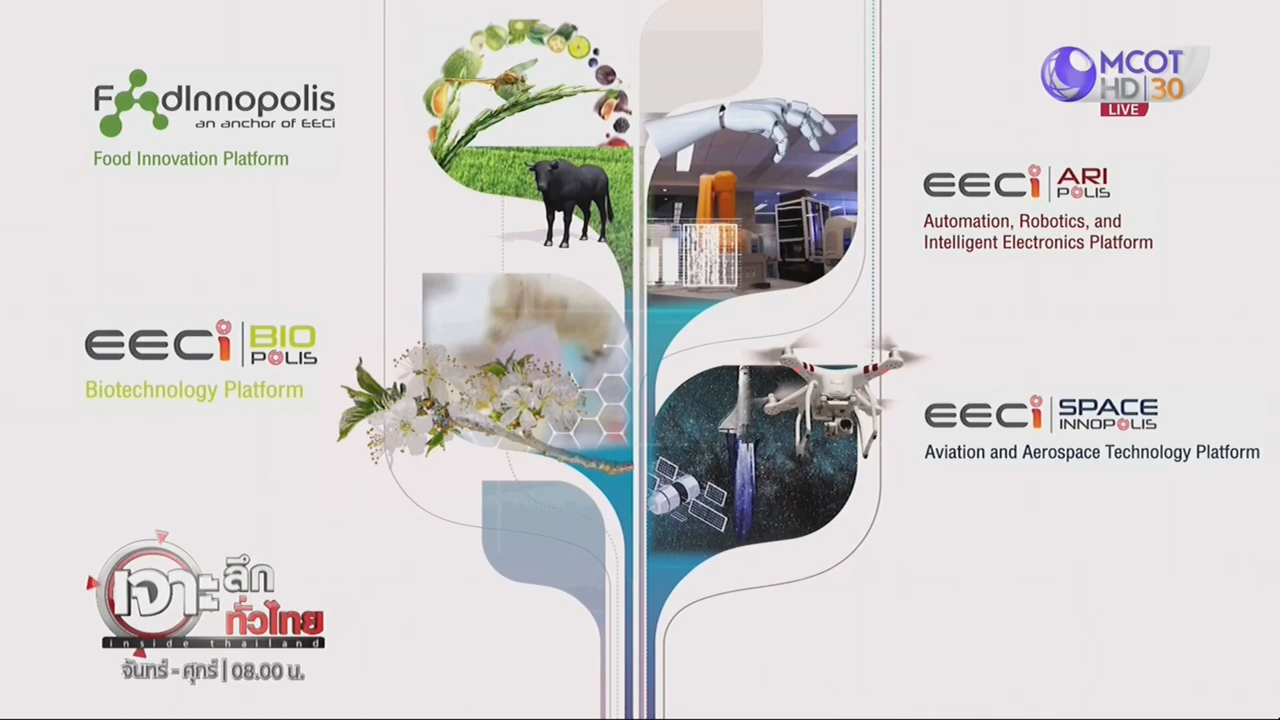 FoodInnopolis
an anchor of EECi
Food Innovation Platform
MCOT
HD 30
LIVE
EECi ARI
POLIS
Automation, Robotics, and
Intelligent Electronics Platform
EECi BIO
POLIS
Biotechnology Platform
EECi SPACE
INNOPOLIS
Aviation and Aerospace Technology Platform
เจาะลึก
ทั่วไทย
inside thailand
จันทร์ - ศุกร์ | 08.00 น.